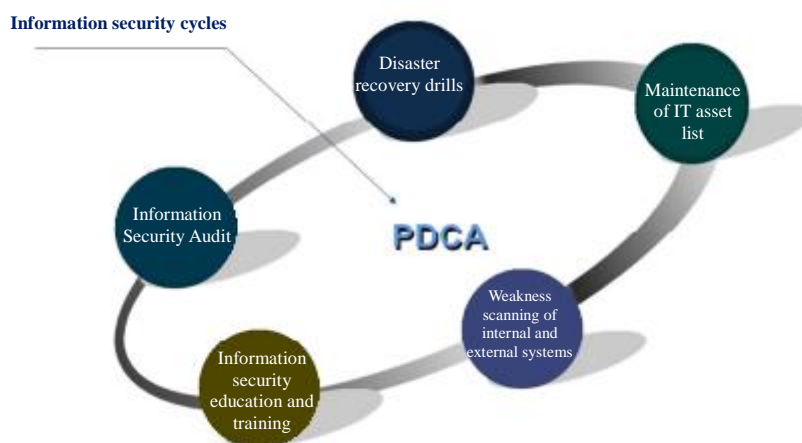 Information security cycles
Disaster
recovery drills
Maintenance
of IT asset
list
Information
Security Audit
PDCA
Weakness
scanning of
internal and
external systems
Information
security
education and
training